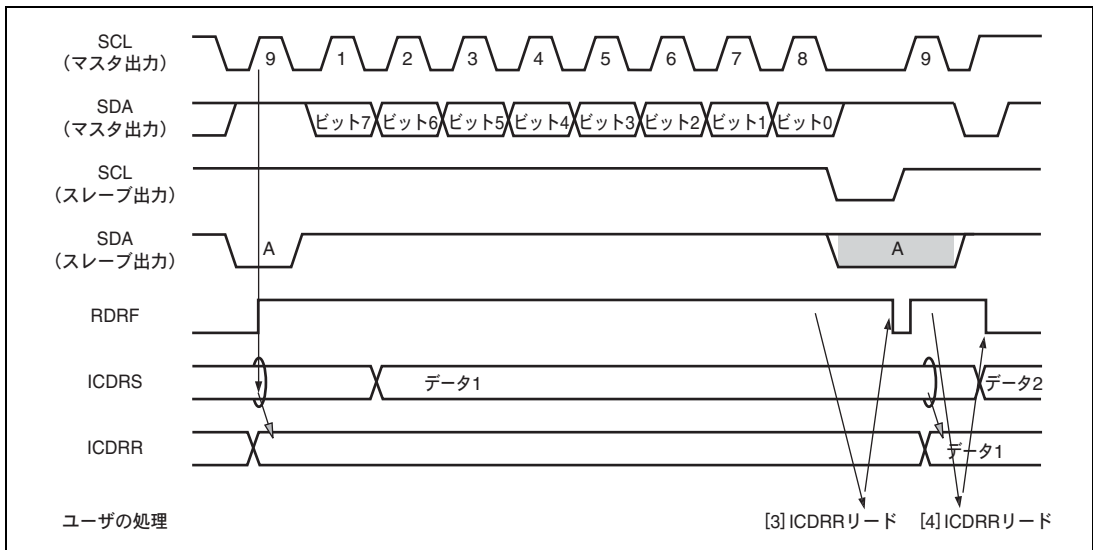 SCL
(マスタ出力)
9 1 2 3 4 5 6 7 8 9
SDA
(マスタ出力)
ビット7 ビット6 ビット5 ビット4 ビット3 ビット2 ビット1 ビット0
SCL
(スレーブ出力)
SDA
(スレーブ出力)
A A
RDRF
ICDRS
データ1 データ2
ICDRR
データ1
ユーザの処理
[3] ICDRRリード [4] ICDRRリード